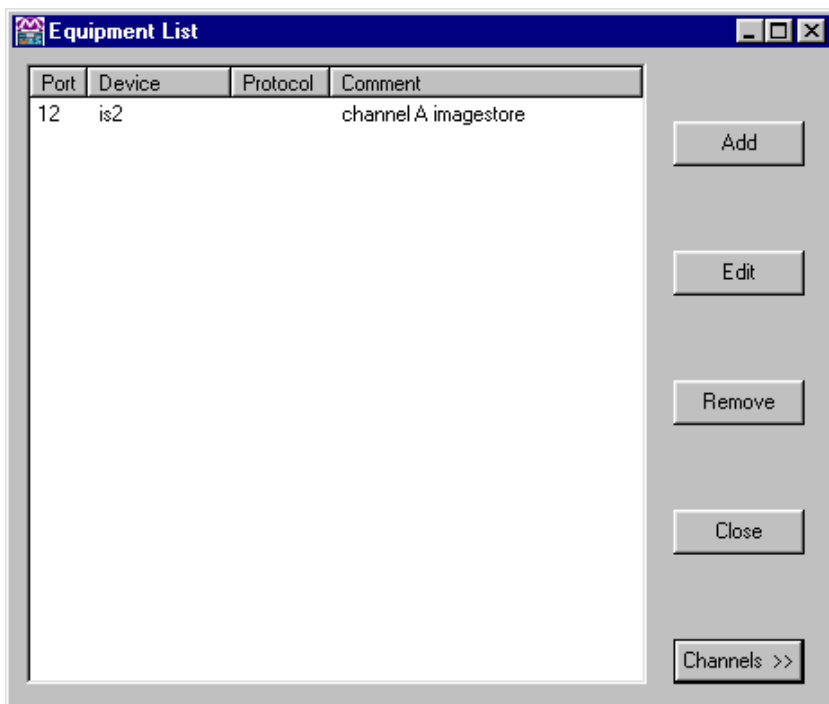 Equipment List
Port Device Protocol Comment
12 is2 channel A imagestore
Add
Edit
Remove
Close
Channels >>